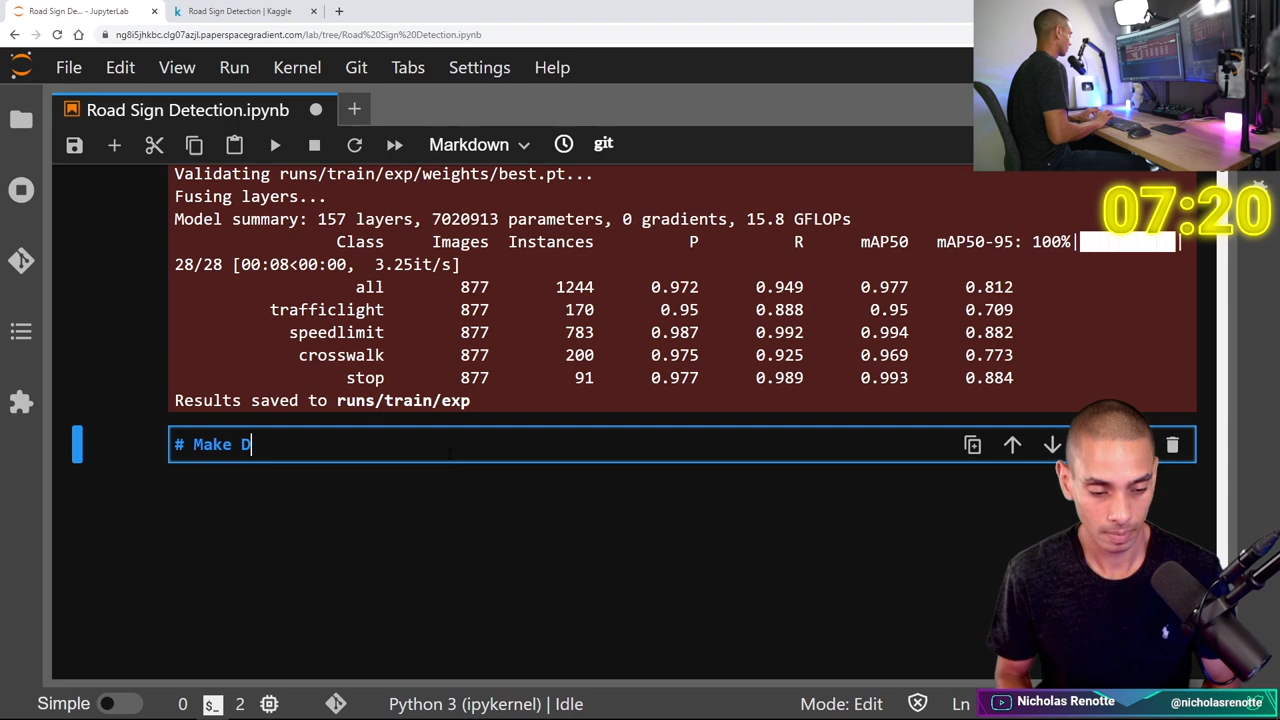 Road Sign De... - JupyterLab
Road Sign Detection | Kaggle
ng8i5jhkbc.clg07azjl.paperspacegradient.com/lab/tree/Road%20Sign%20Detection.ipynb
File Edit View Run Kernel Git Tabs Settings Help
Road Sign Detection.ipynb
Markdown git
07:20
Validating runs/train/exp/weights/best.pt...
Fusing layers...
Model summary: 157 layers, 7020913 parameters, 0 gradients, 15.8 GFLOPs
Class Images Instances P R mAP50 mAP50-95: 100%|██████████|
28/28 [00:08<00:00, 3.25it/s]
all 877 1244 0.972 0.949 0.977 0.812
trafficlight 877 170 0.95 0.888 0.95 0.709
speedlimit 877 783 0.987 0.992 0.994 0.882
crosswalk 877 200 0.975 0.925 0.969 0.773
stop 877 91 0.977 0.989 0.993 0.884
Results saved to runs/train/exp
# Make D
Simple 0 $_ 2 Python 3 (ipykernel) | Idle Mode: Edit Ln
Nicholas Renotte @nicholasrenotte